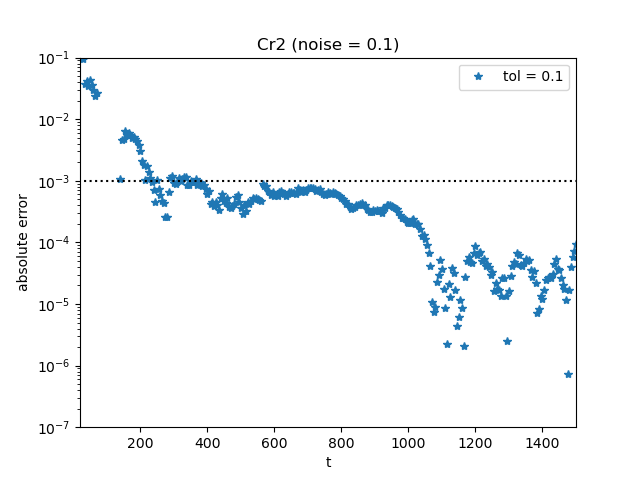 Cr2 (noise = 0.1)
tol = 0.1
absolute error
10⁻¹
10⁻²
10⁻³
10⁻⁴
10⁻⁵
10⁻⁶
10⁻⁷
200 400 600 800 1000 1200 1400
t